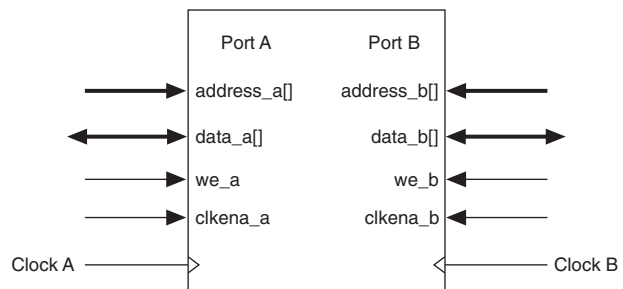 Port A Port B
address_a[] address_b[]
data_a[] data_b[]
we_a we_b
clkena_a clkena_b
Clock A Clock B